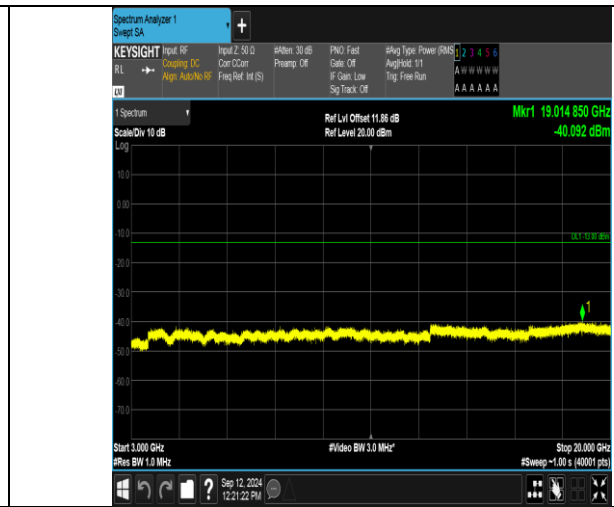 Spectrum Analyzer 1
Swept SA
+
KEYSIGHT Input: RF Input Z: 50 Ω #Atten: 30 dB PNO: Fast #Avg Type: Power (RMS 1 2 3 4 5 6
RL Coupling: DC Corr CCorr Preamp: Off Gate: Off Avg|Hold: 1/1 A W W W W W
Align: Auto/No RF Freq Ref: Int (S) IF Gain: Low Trig: Free Run
LXI Sig Track: Off A A A A A A
1 Spectrum Ref Lvl Offset 11.86 dB Mkr1 19.014 850 GHz
Scale/Div 10 dB Ref Level 20.00 dBm -40.092 dBm
Log
10.0
0.00
-10.0
DL1 -13.00 dBm
-20.0
-30.0
1
-40.0
-50.0
-60.0
-70.0
Start 3.000 GHz #Video BW 3.0 MHz* Stop 20.000 GHz
#Res BW 1.0 MHz #Sweep ~1.00 s (40001 pts)
? Sep 12, 2024
12:21:22 PM